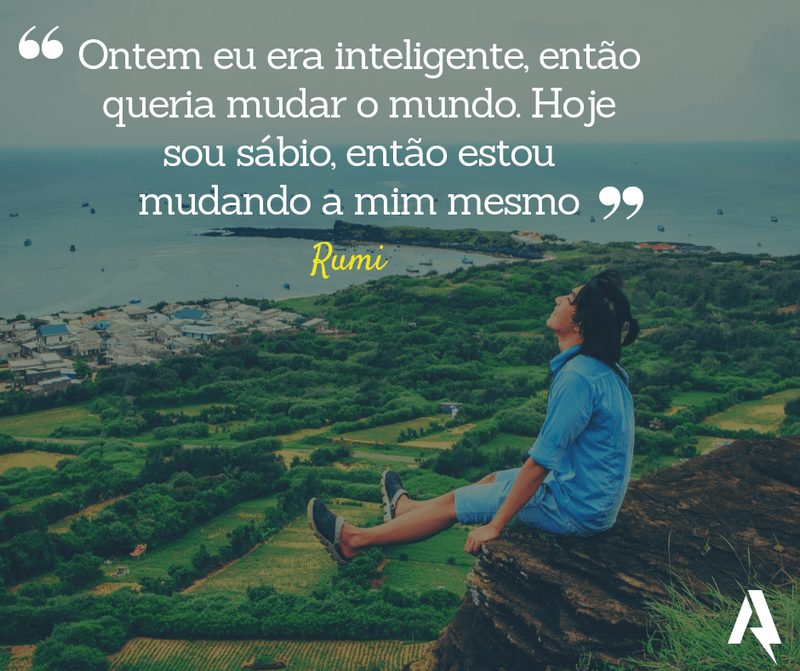 “ Ontem eu era inteligente, então
queria mudar o mundo. Hoje
sou sábio, então estou
mudando a mim mesmo ”
Rumi
A